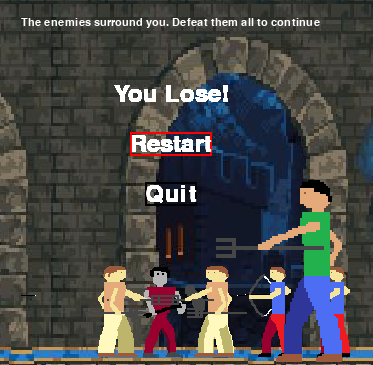 The enemies surround you. Defeat them all to continue
You Lose!
Restart
Quit